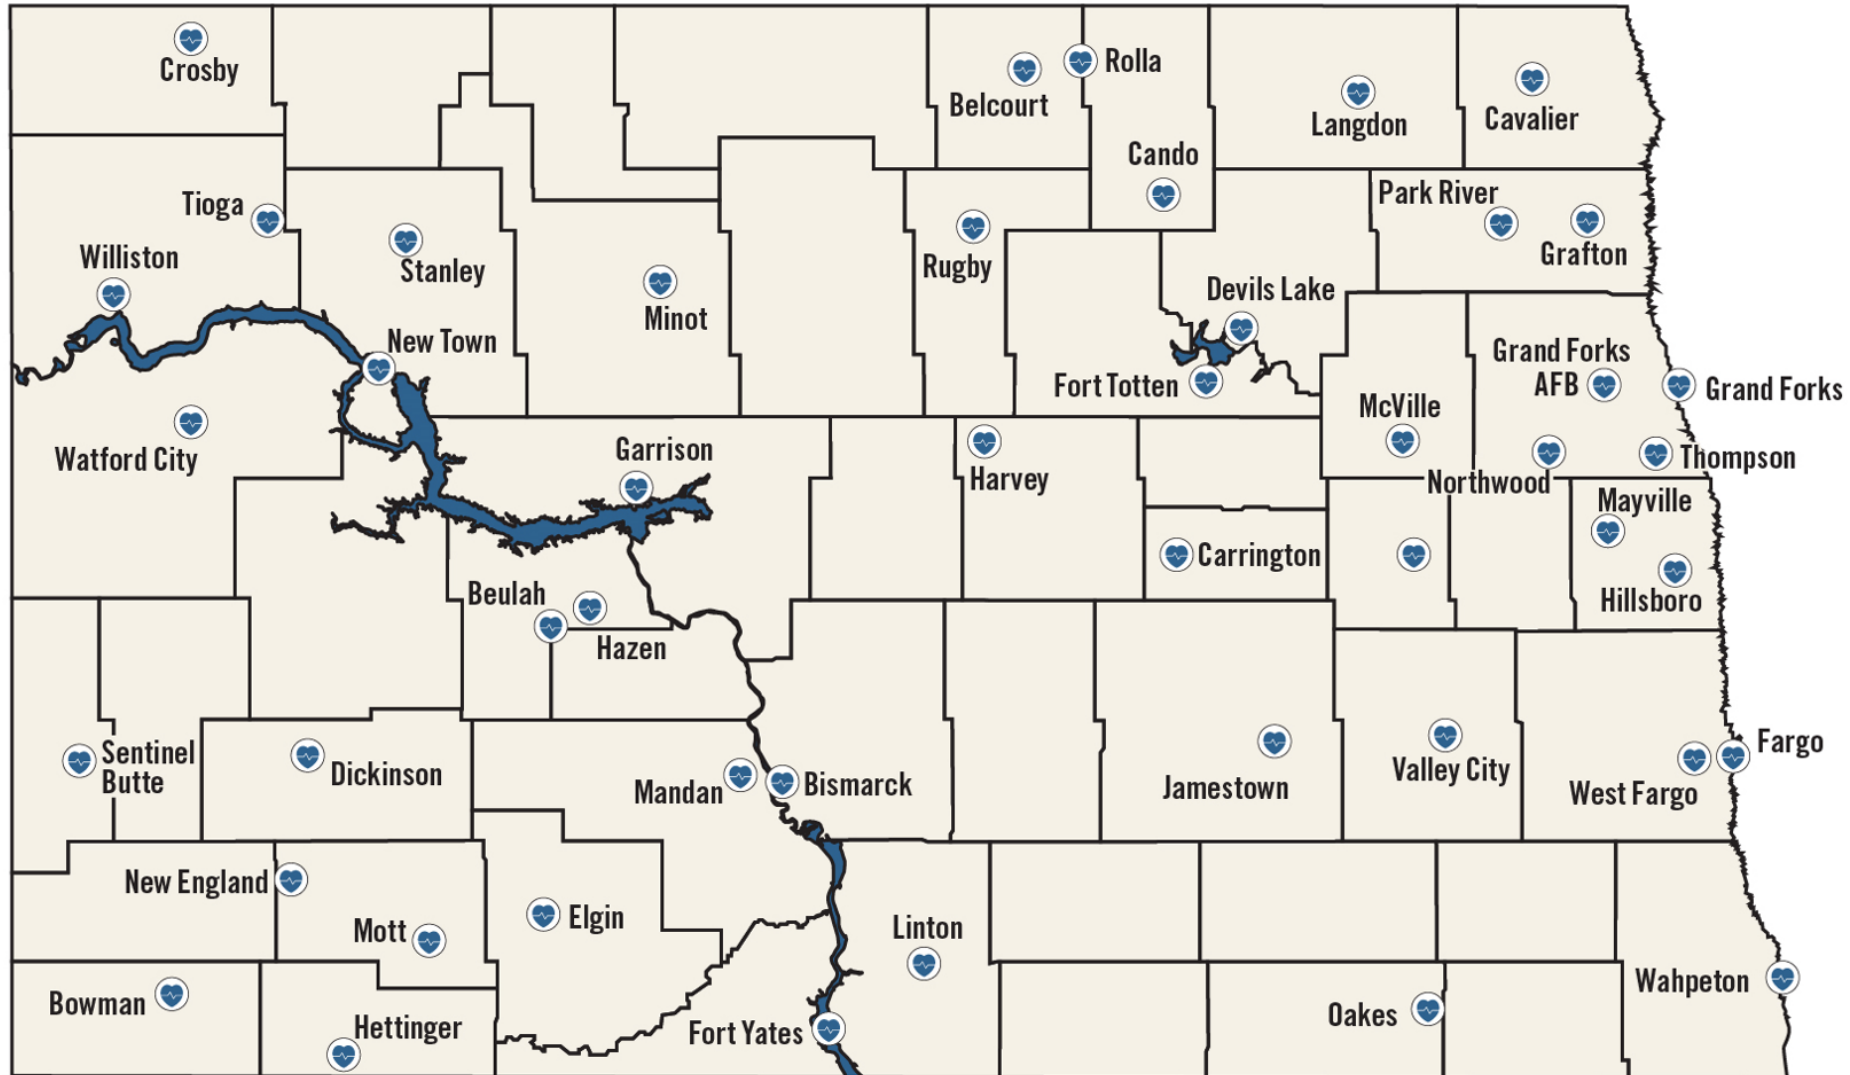 Crosby
Belcourt
Rolla
Langdon
Cavalier
Cando
Tioga
Park River
Grafton
Williston
Stanley
Rugby
Minot
Devils Lake
New Town
Fort Totten
Grand Forks
AFB
Grand Forks
McVille
Watford City
Garrison
Harvey
Northwood
Thompson
Mayville
Carrington
Beulah
Hazen
Hillsboro
Sentinel
Butte
Dickinson
Mandan
Bismarck
Jamestown
Valley City
West Fargo
Fargo
New England
Mott
Elgin
Linton
Bowman
Hettinger
Fort Yates
Oakes
Wahpeton